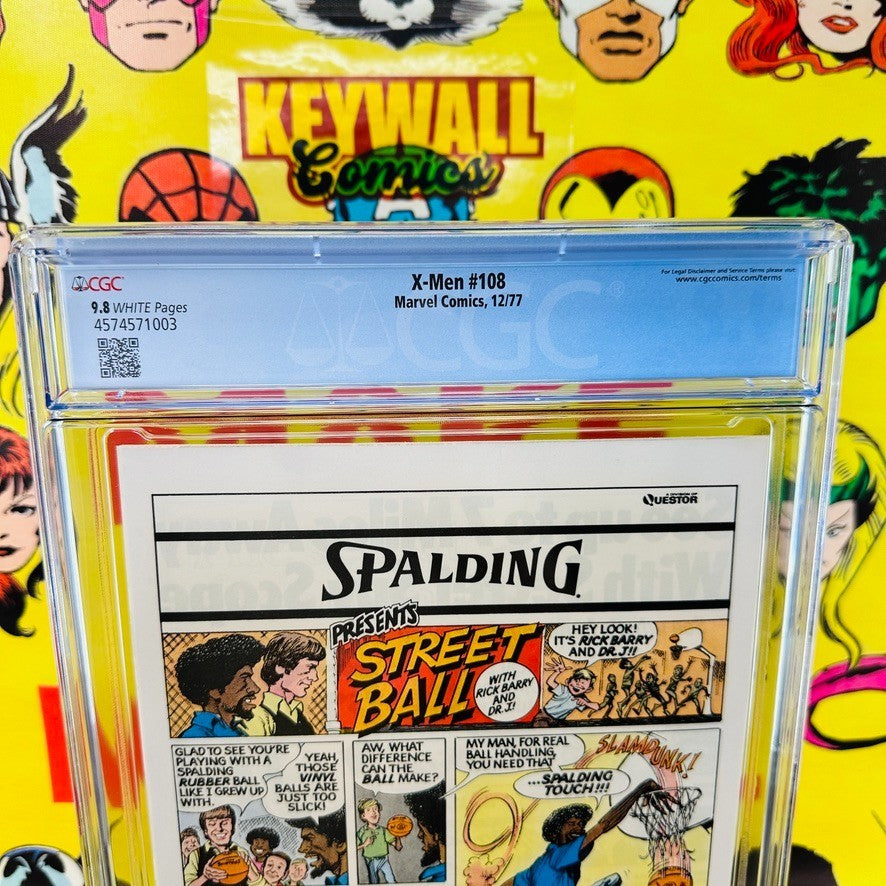 KEYWALL
Comics
CGC
X-Men #108
Marvel Comics, 12/77
For Legal Disclaimer and Service Terms please visit:
www.cgccomics.com/terms
9.8 WHITE Pages
4574571003
CGC
A DIVISION OF
QUESTOR
SPALDING
PRESENTS
STREET
BALL
WITH
RICK BARRY
AND
DR. J!
HEY LOOK!
IT'S RICK BARRY
AND DR. J!!
GLAD TO SEE YOU'RE
PLAYING WITH A
SPALDING
RUBBER BALL
LIKE I GREW UP
WITH.
YEAH,
THOSE
VINYL
BALLS ARE
JUST TOO
SLICK!
AW, WHAT
DIFFERENCE
CAN THE
BALL MAKE?
MY MAN, FOR REAL
BALL HANDLING,
YOU NEED THAT
...SPALDING
TOUCH!!!
SLAMDUNK!